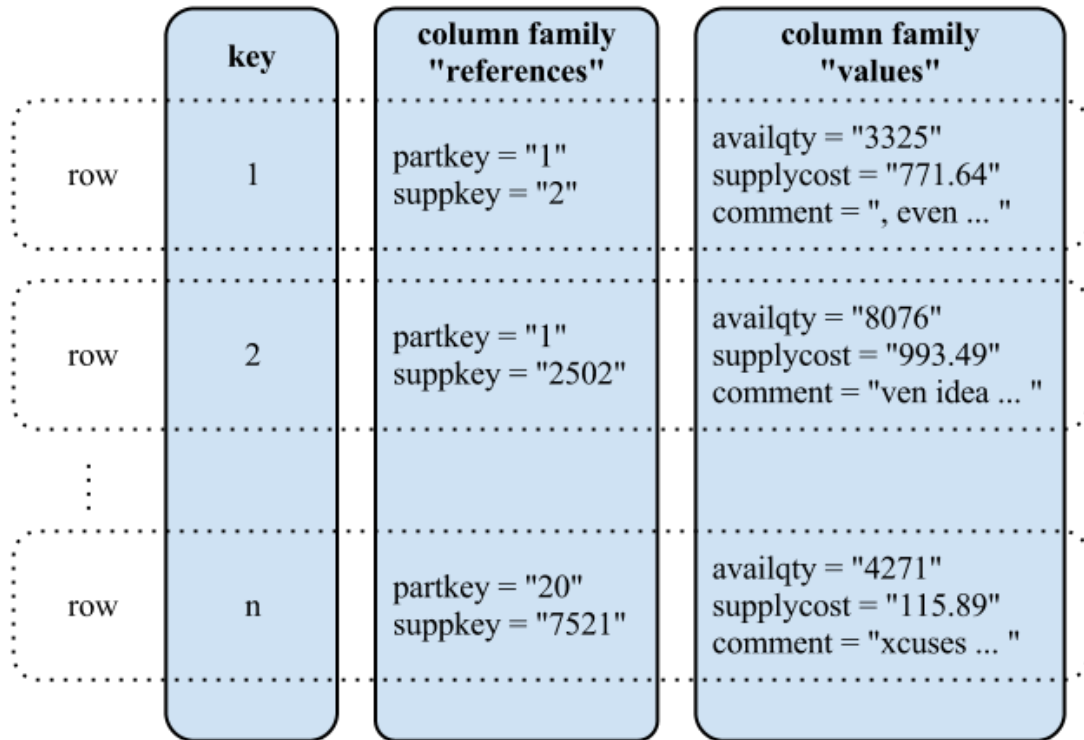 key
column family
"references"
column family
"values"
row
1
partkey = "1"
suppkey = "2"
availqty = "3325"
supplycost = "771.64"
comment = ", even ... "
row
2
partkey = "1"
suppkey = "2502"
availqty = "8076"
supplycost = "993.49"
comment = "ven idea ... "
row
n
partkey = "20"
suppkey = "7521"
availqty = "4271"
supplycost = "115.89"
comment = "xcuses ... "